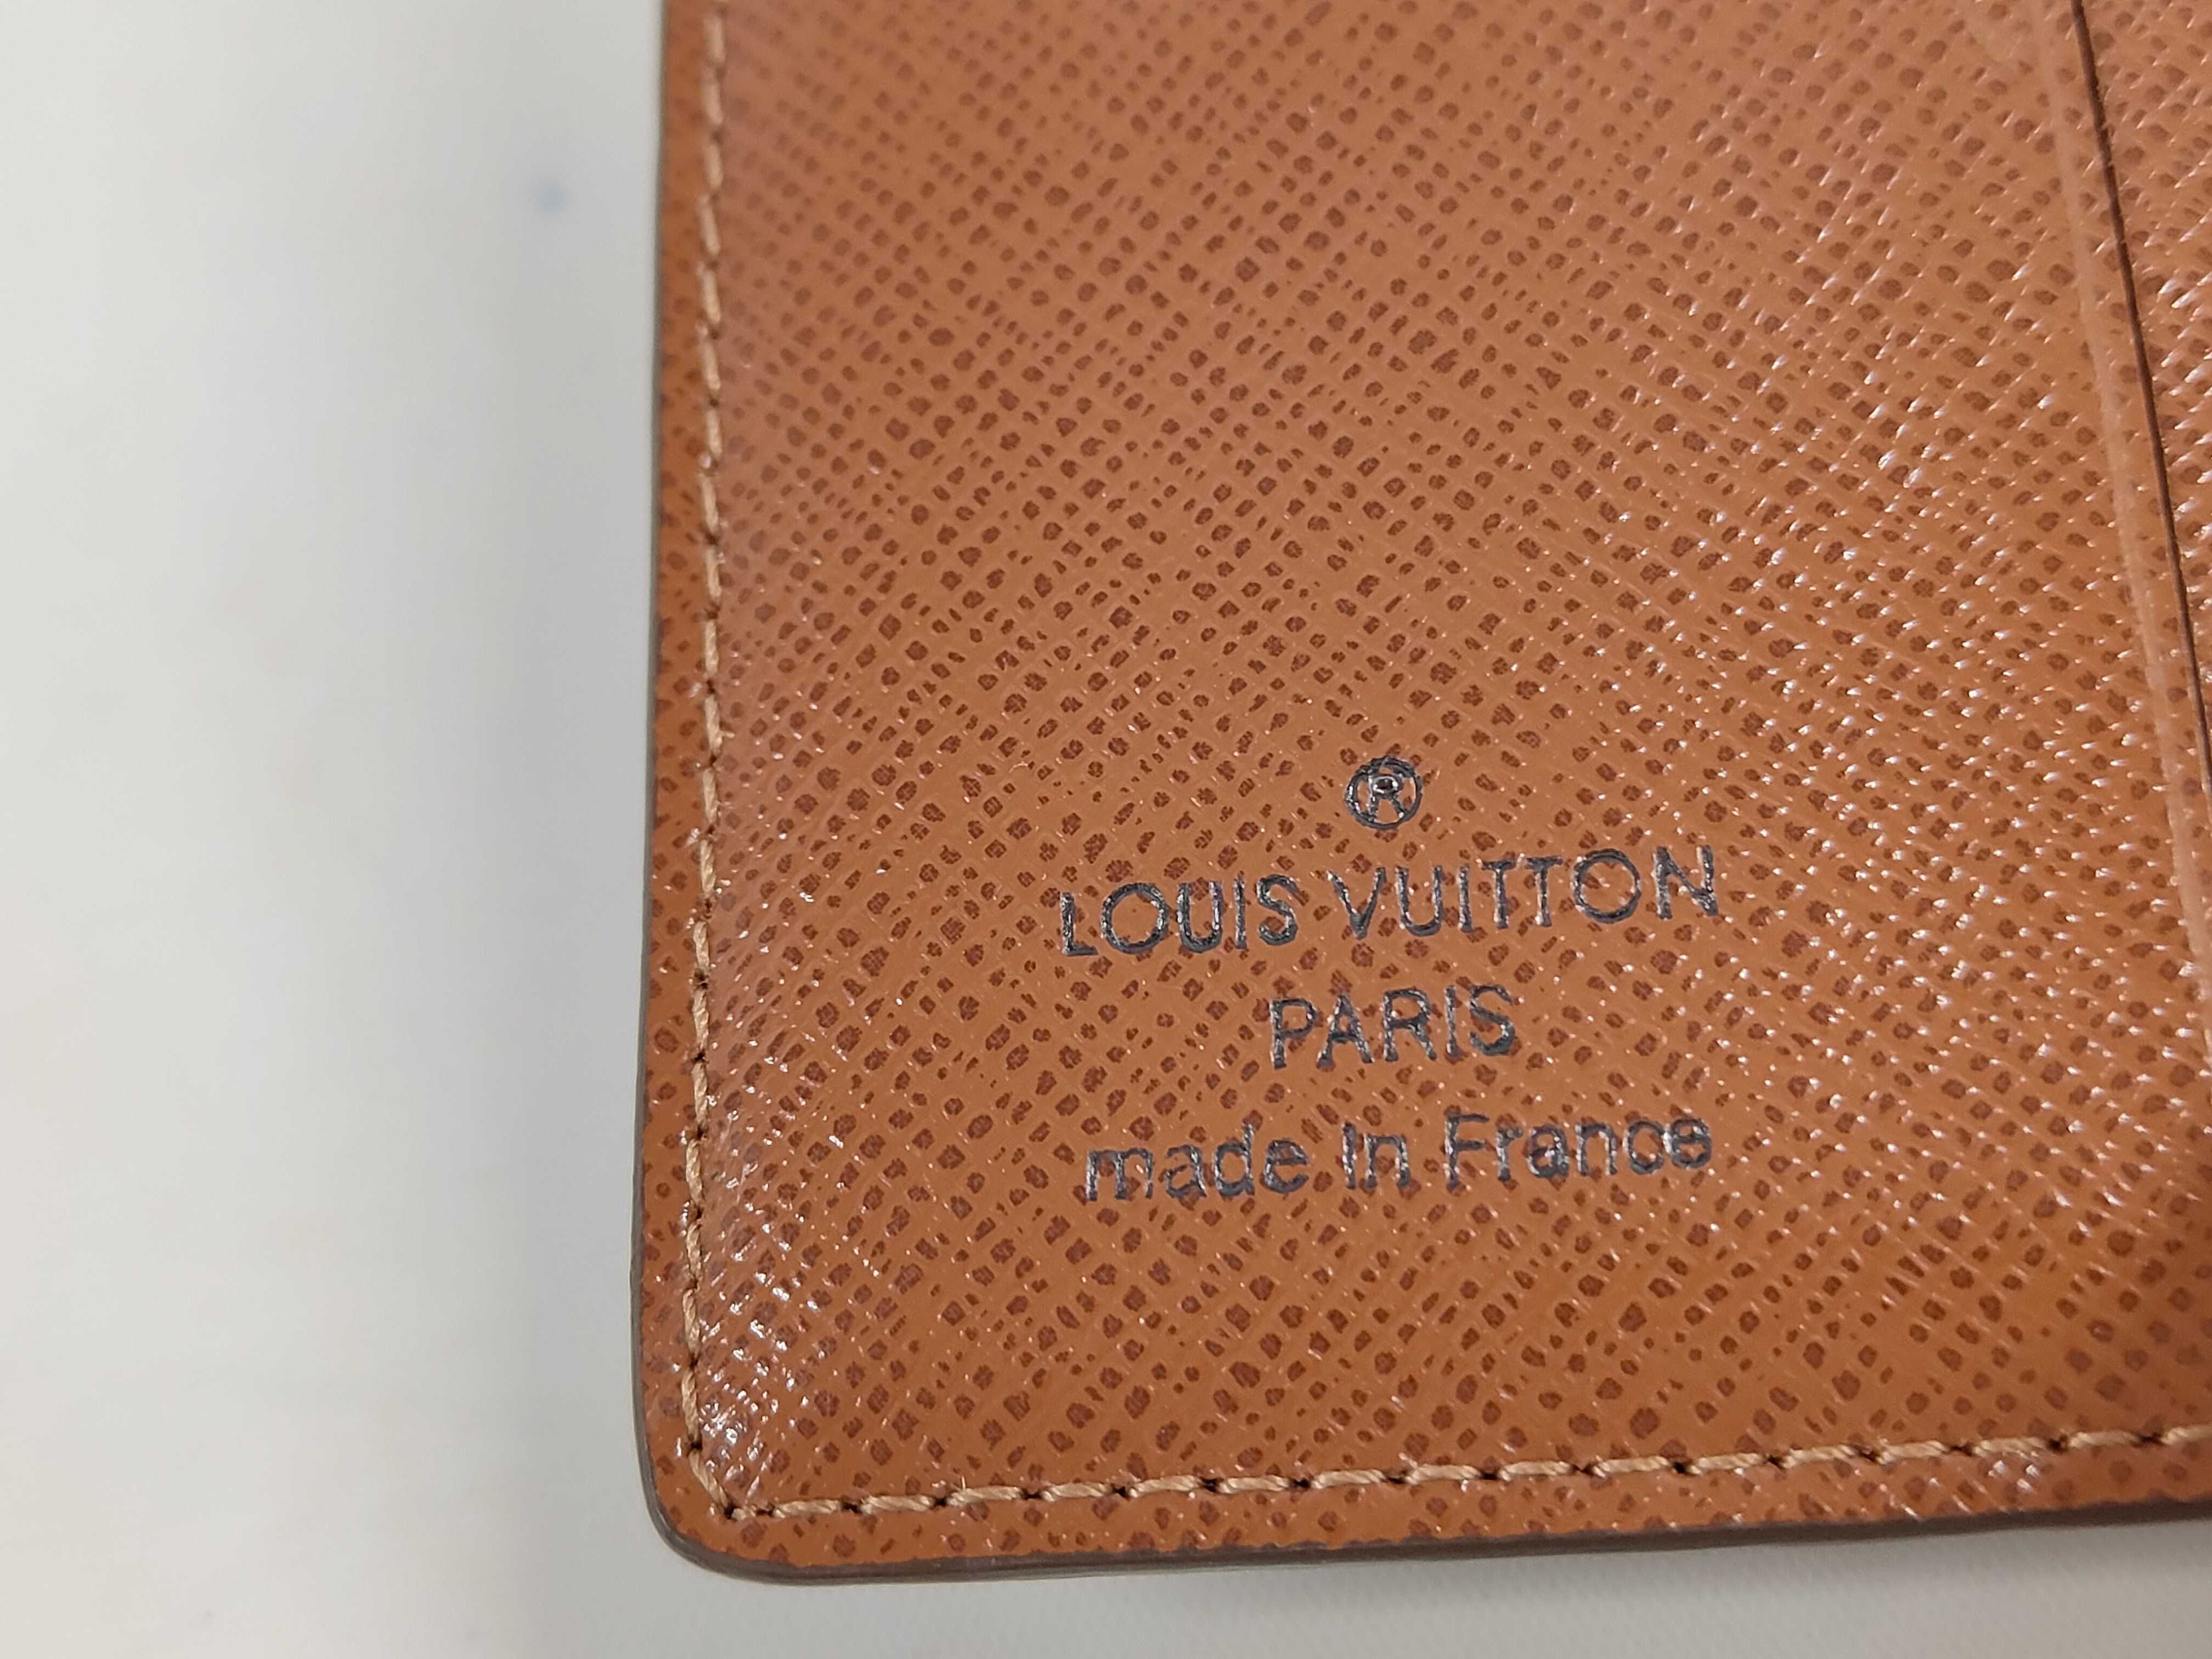 ®
LOUIS VUITTON
PARIS
made in France